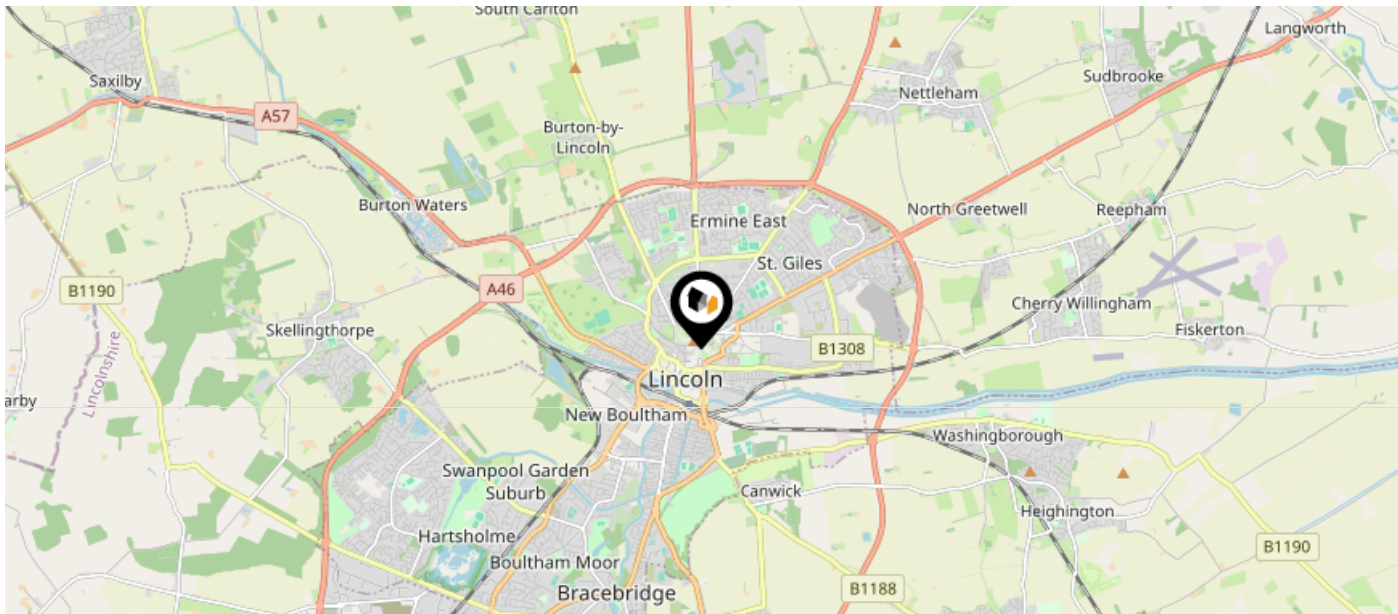 South Carlton
Langworth
Saxilby
Sudbrooke
Nettleham
A57
Burton-by-
Lincoln
Burton Waters
North Greetwell
Reepham
Ermine East
St. Giles
B1190
A46
Cherry Willingham
Skellingthorpe
Fiskerton
B1308
Lincolnshire
Lincoln
arby
New Boultham
Washingborough
Swanpool Garden
Suburb
Canwick
Heighington
Hartsholme
B1190
Boultham Moor
B1188
Bracebridge